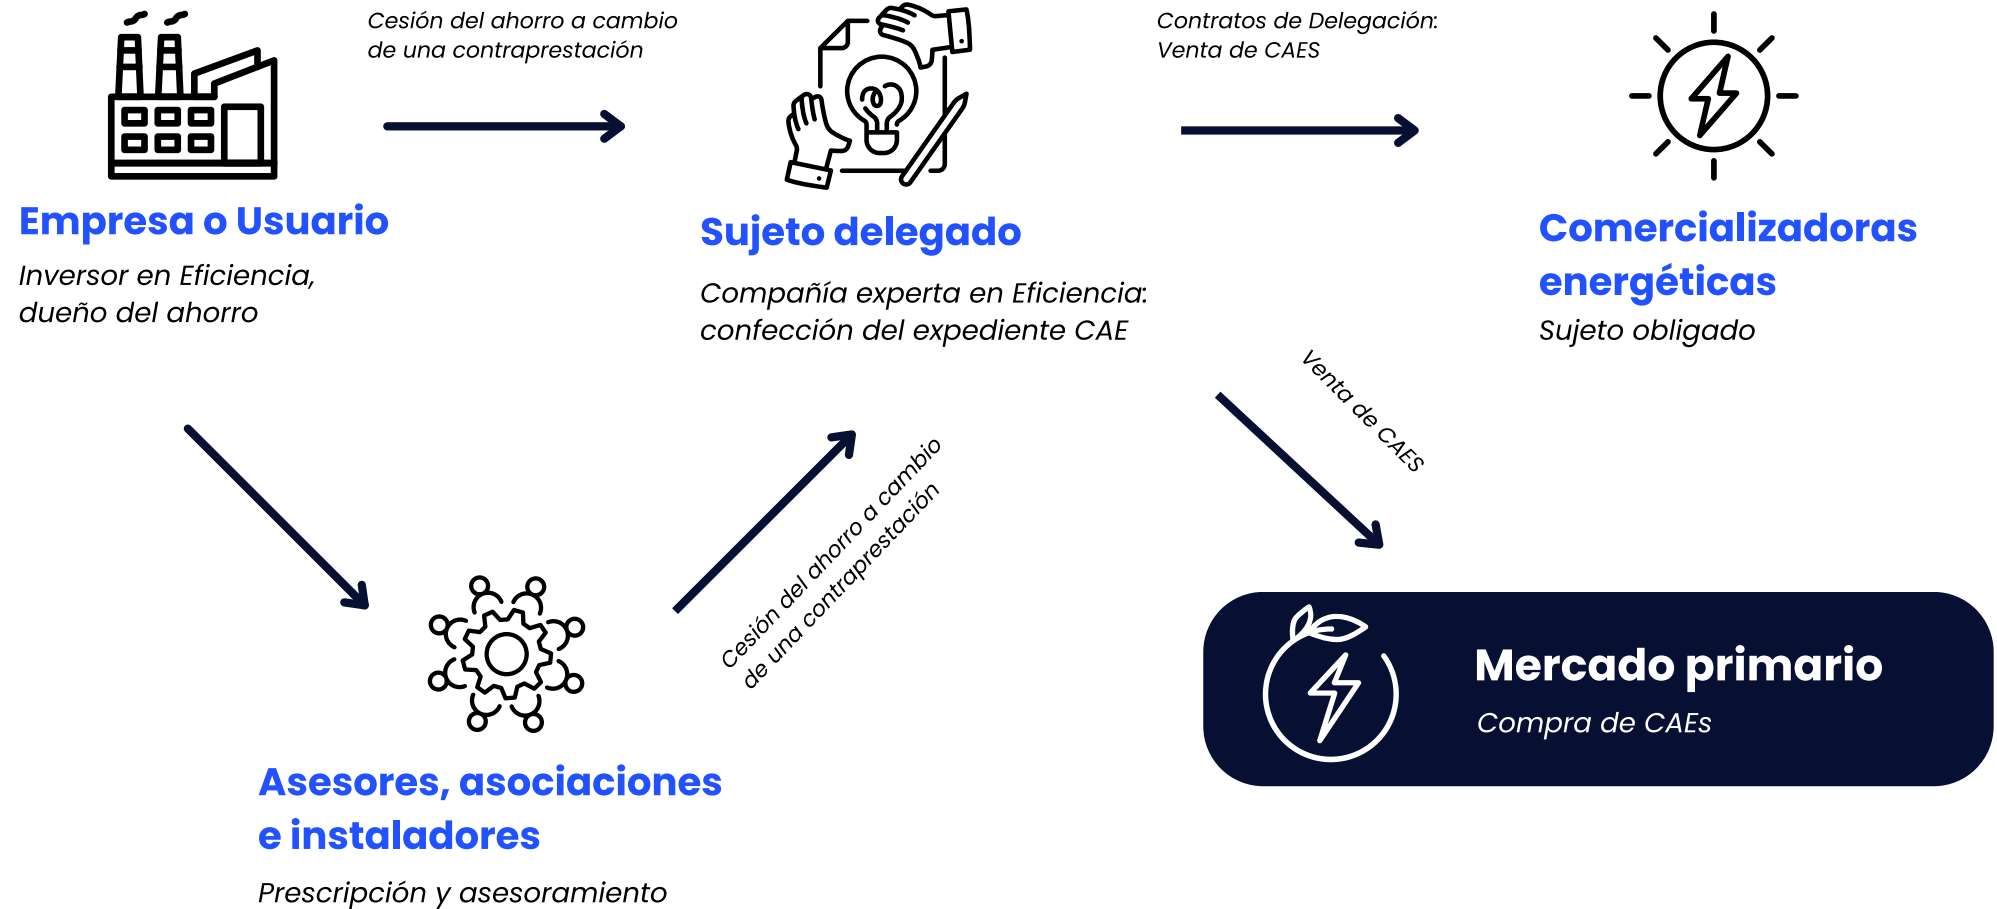 Cesión del ahorro a cambio
de una contraprestación
Contratos de Delegación:
Venta de CAES
Empresa o Usuario
Inversor en Eficiencia,
dueño del ahorro
Sujeto delegado
Compañía experta en Eficiencia:
confección del expediente CAE
Comercializadoras
energéticas
Sujeto obligado
Venta de CAES
Cesión del ahorro a cambio
de una contraprestación
Mercado primario
Compra de CAEs
Asesores, asociaciones
e instaladores
Prescripción y asesoramiento